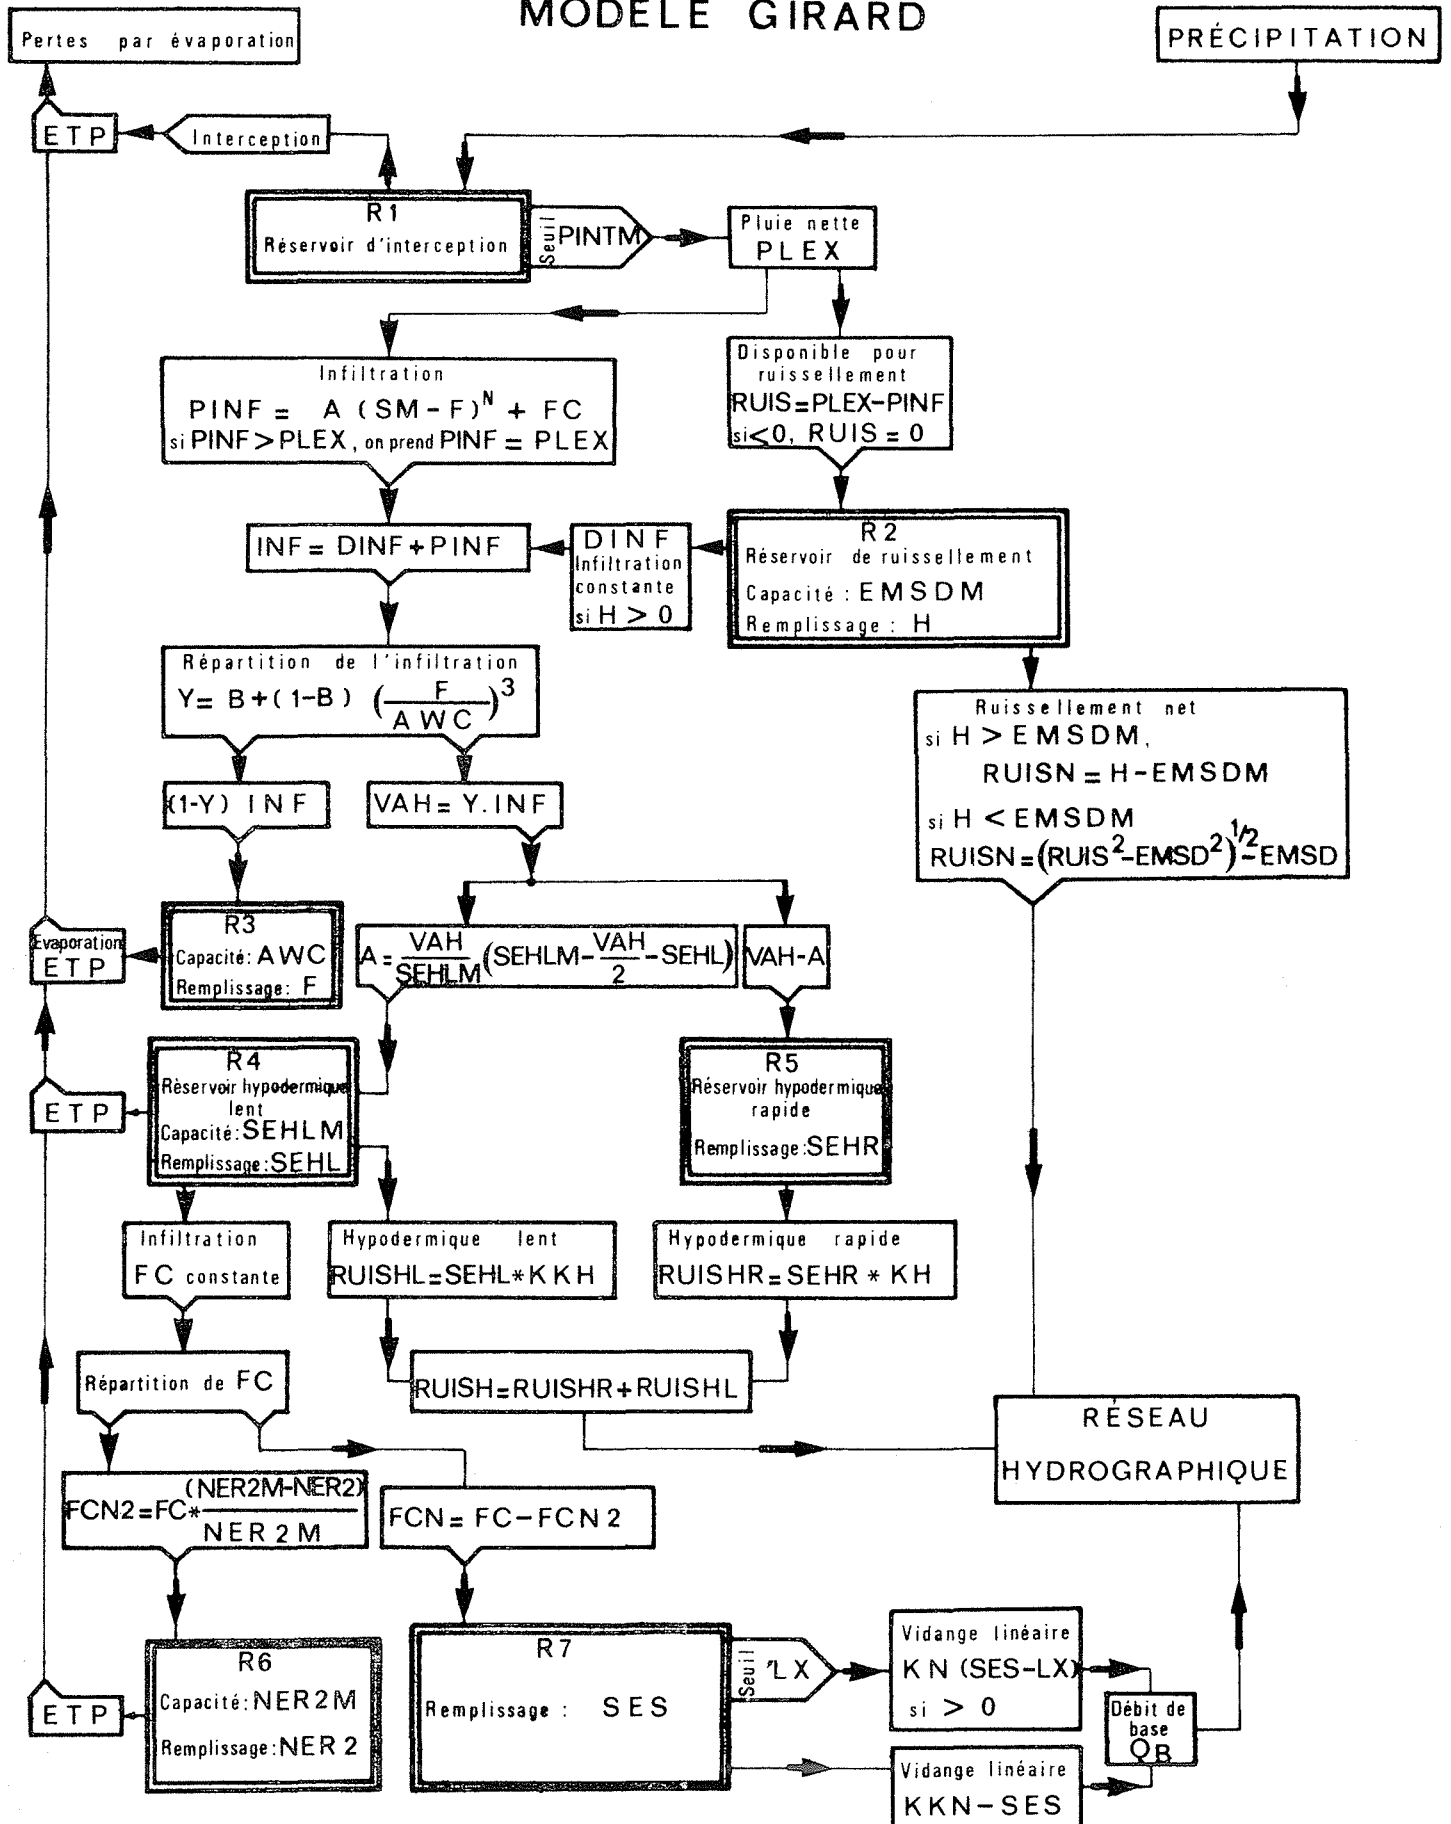 MODELE GIRARD
Pertes par évaporation
PRÉCIPITATION
ETP
Interception
R1
Réservoir d'interception
Seuil
PINTM
Pluie nette
PLEX
Infiltration
PINF = A (SM-F)^N + FC
si PINF>PLEX, on prend PINF = PLEX
Disponible pour
ruissellement
RUIS=PLEX-PINF
si<0, RUIS = 0
INF= DINF+PINF
DINF
Infiltration
constante
si H > 0
R2
Réservoir de ruissellement
Capacité : EMSDM
Remplissage : H
Répartition de l'infiltration
Y= B+(1-B) (F/AWC)^3
Ruissellement net
si H > EMSDM,
RUISN = H-EMSDM
si H < EMSDM
RUISN=(RUIS²-EMSD²)^1/2-EMSD
(1-Y) INF
VAH= Y.INF
Evaporation
ETP
R3
Capacité: AWC
Remplissage: F
A = VAH/SEHLM (SEHLM-VAH/2-SEHL)
VAH-A
ETP
R4
Réservoir hypodermique
lent
Capacité: SEHLM
Remplissage: SEHL
R5
Réservoir hypodermique
rapide
Remplissage: SEHR
Infiltration
FC constante
Hypodermique lent
RUISHL=SEHL*KKH
Hypodermique rapide
RUISHR=SEHR * KH
Répartition de FC
RUISH=RUISHR+RUISHL
RÉSEAU
HYDROGRAPHIQUE
FCN2=FC*(NER2M-NER2)/NER2M
FCN= FC-FCN2
ETP
R6
Capacité: NER2M
Remplissage: NER2
R7
Remplissage : SES
Seuil
'LX
Vidange linéaire
KN (SES-LX)
si > 0
Débit de
base
QB
Vidange linéaire
KKN-SES